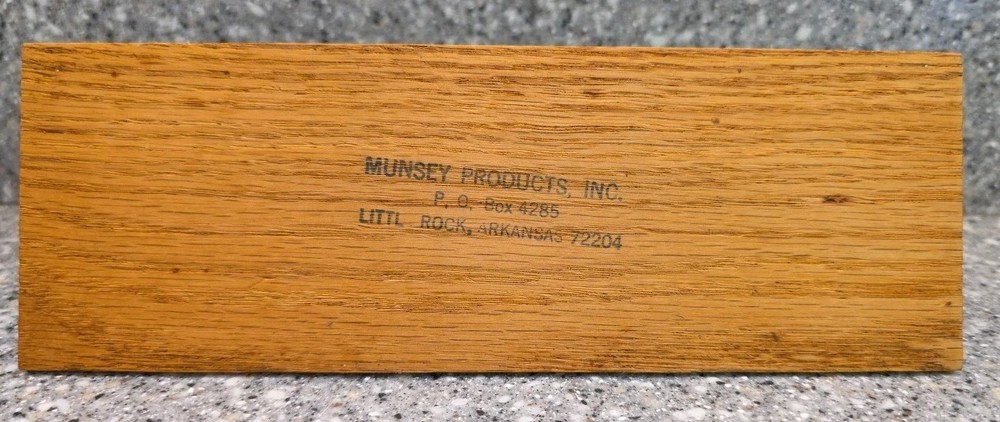 MUNSEY PRODUCTS, INC.
P. O. Box 4285
LITTL ROCK, ARKANSAS 72204